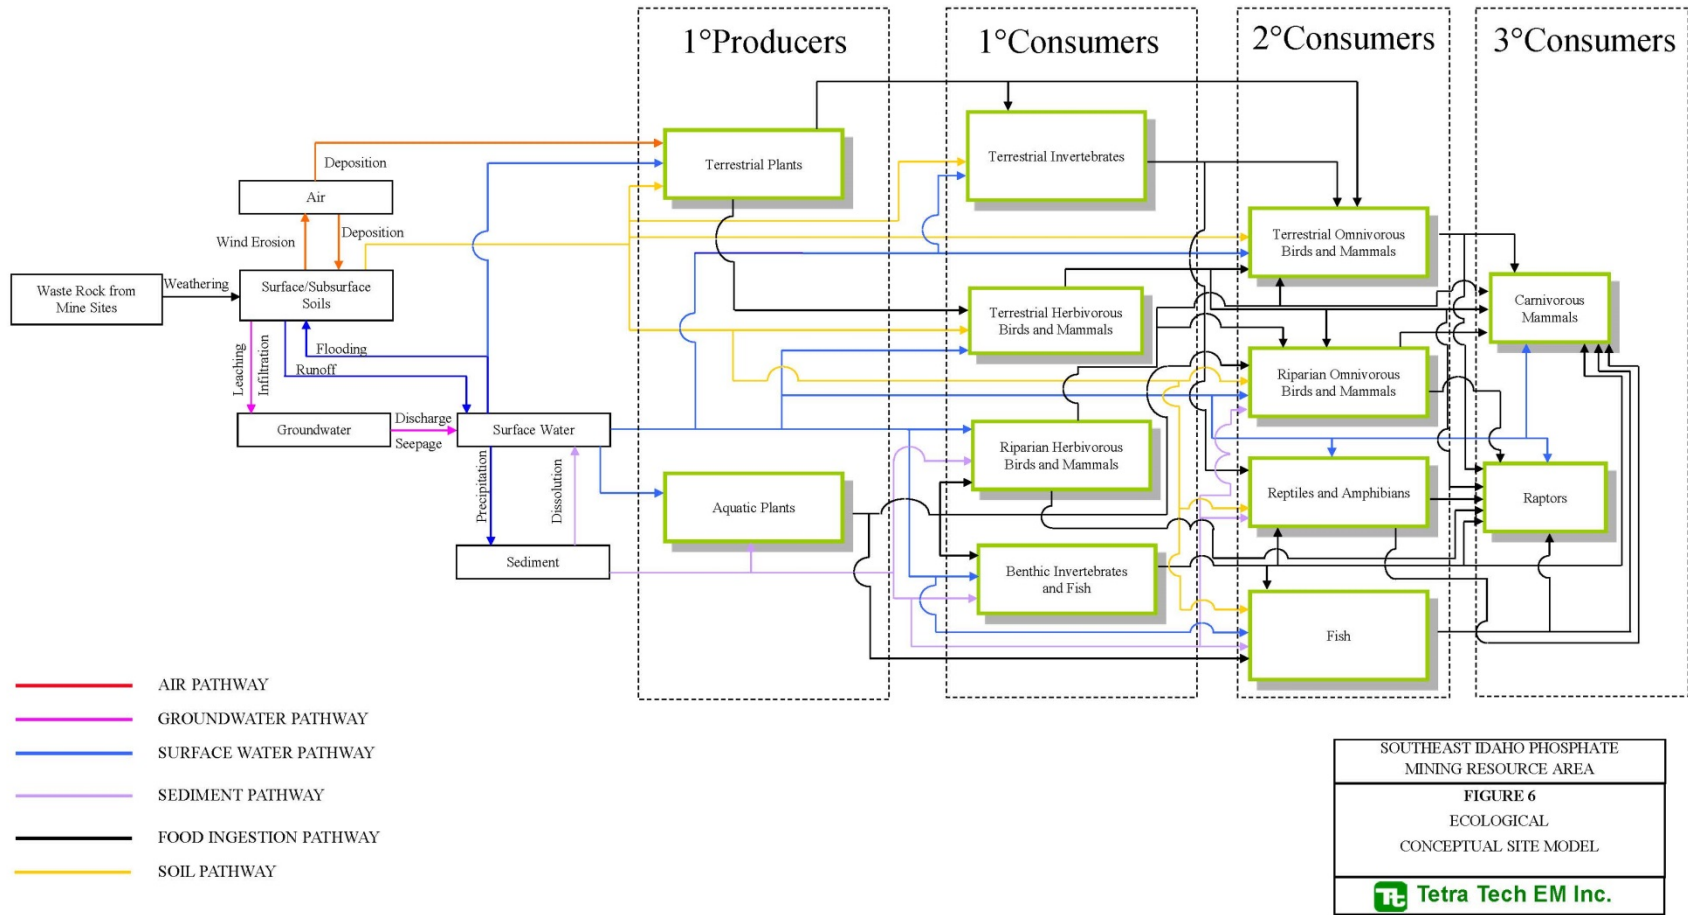 1°Producers
1°Consumers
2°Consumers
3°Consumers
Deposition
Air
Wind Erosion
Deposition
Weathering
Waste Rock from
Mine Sites
Surface/Subsurface
Soils
Leaching
Infiltration
Flooding
Runoff
Groundwater
Discharge
Seepage
Surface Water
Precipitation
Dissolution
Sediment
Terrestrial Plants
Aquatic Plants
Terrestrial Invertebrates
Terrestrial Herbivorous
Birds and Mammals
Riparian Herbivorous
Birds and Mammals
Benthic Invertebrates
and Fish
Terrestrial Omnivorous
Birds and Mammals
Riparian Omnivorous
Birds and Mammals
Reptiles and Amphibians
Fish
Carnivorous
Mammals
Raptors
AIR PATHWAY
GROUNDWATER PATHWAY
SURFACE WATER PATHWAY
SEDIMENT PATHWAY
FOOD INGESTION PATHWAY
SOIL PATHWAY
SOUTHEAST IDAHO PHOSPHATE
MINING RESOURCE AREA
FIGURE 6
ECOLOGICAL
CONCEPTUAL SITE MODEL
Tt Tetra Tech EM Inc.